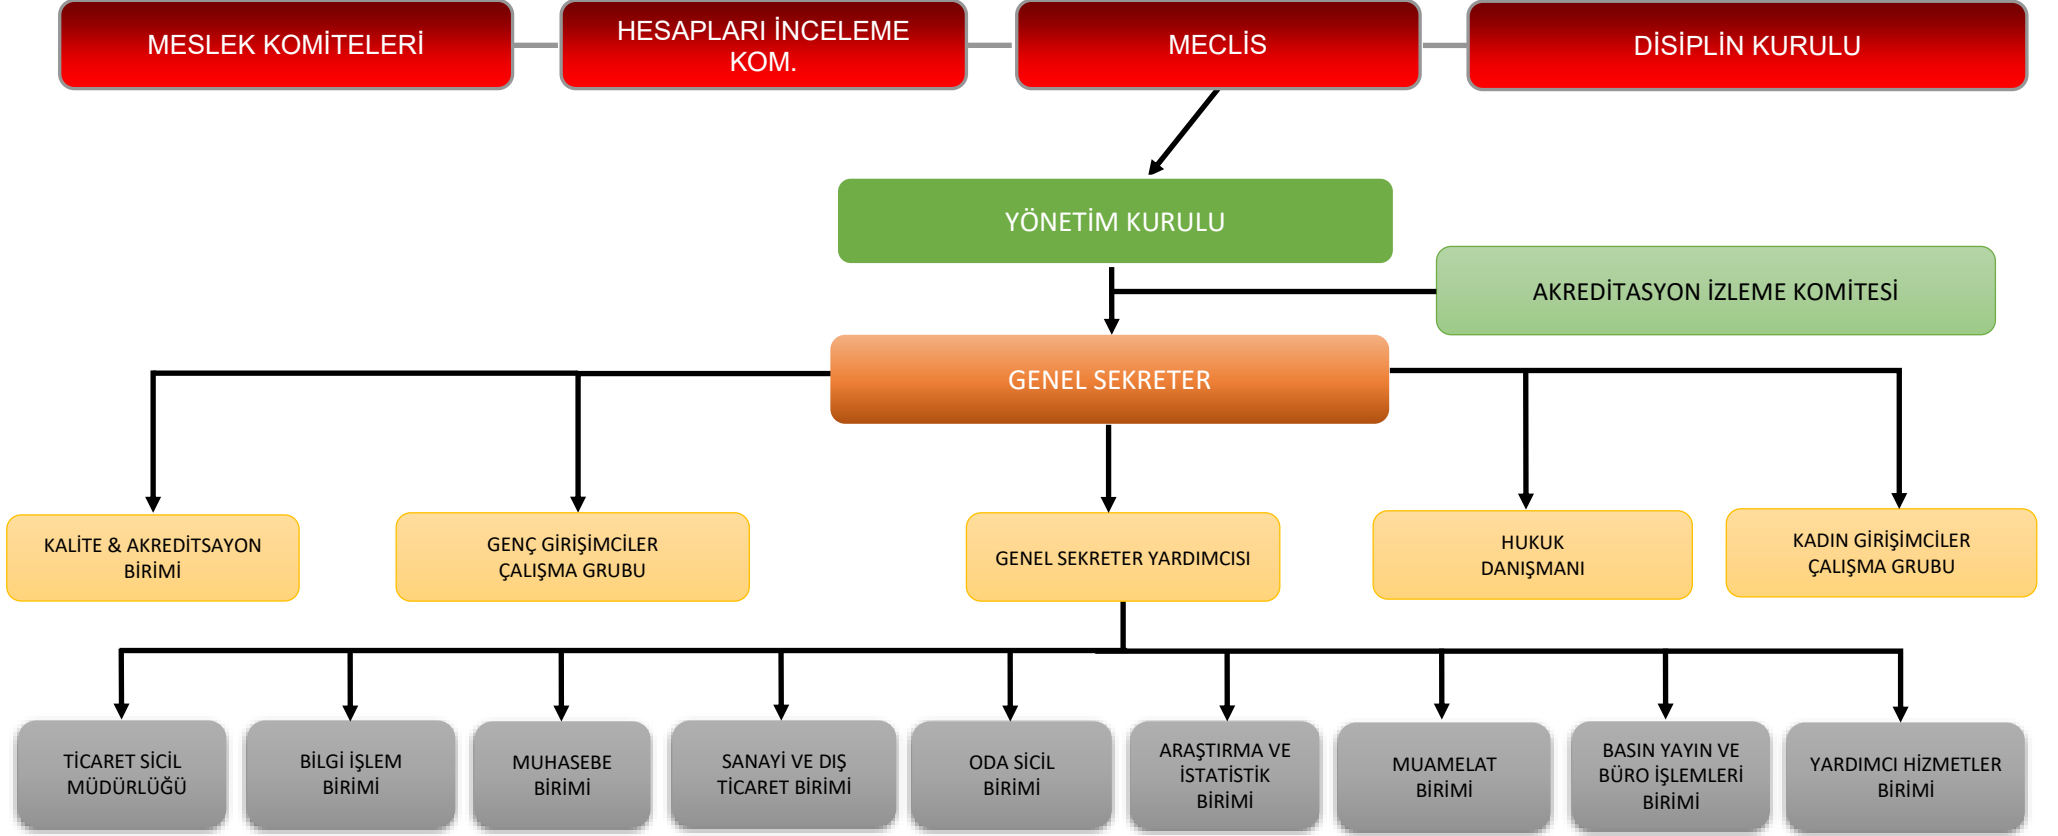 MESLEK KOMİTELERİ
HESAPLARI İNCELEME
KOM.
MECLİS
DİSİPLİN KURULU
YÖNETİM KURULU
AKREDİTASYON İZLEME KOMİTESİ
GENEL SEKRETER
KALİTE & AKREDİTSAYON
BİRİMİ
GENÇ GİRİŞİMCİLER
ÇALIŞMA GRUBU
GENEL SEKRETER YARDIMCISI
HUKUK
DANIŞMANI
KADIN GİRİŞİMCİLER
ÇALIŞMA GRUBU
TİCARET SİCİL
MÜDÜRLÜĞÜ
BİLGİ İŞLEM
BİRİMİ
MUHASEBE
BİRİMİ
SANAYİ VE DIŞ
TİCARET BİRİMİ
ODA SİCİL
BİRİMİ
ARAŞTIRMA VE
İSTATİSTİK
BİRİMİ
MUAMELAT
BİRİMİ
BASIN YAYIN VE
BÜRO İŞLEMLERİ
BİRİMİ
YARDIMCI HİZMETLER
BİRİMİ